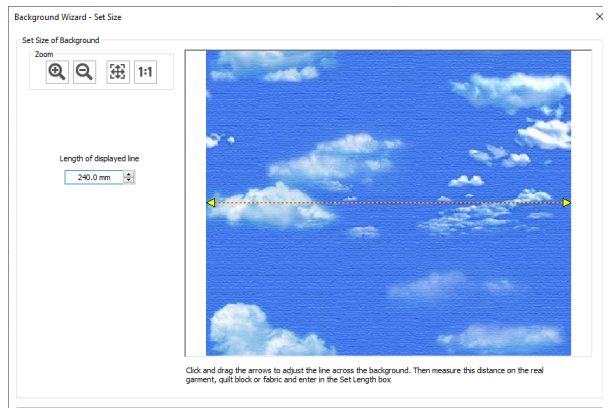 Background Wizard - Set Size
Set Size of Background
Zoom
1:1
Length of displayed line
240.0 mm
Click and drag the arrows to adjust the line across the background. Then measure this distance on the real
garment, quilt block or fabric and enter in the Set Length box